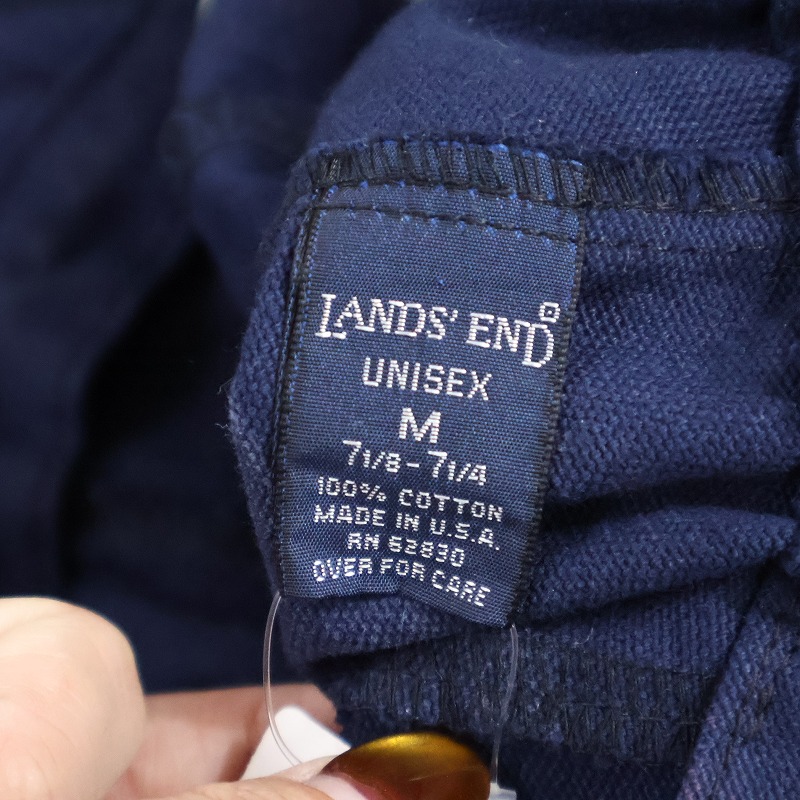 LANDS' END
UNISEX
M
7 1/8 - 7 1/4
100% COTTON
MADE IN U.S.A.
RN 62830
OVER FOR CARE